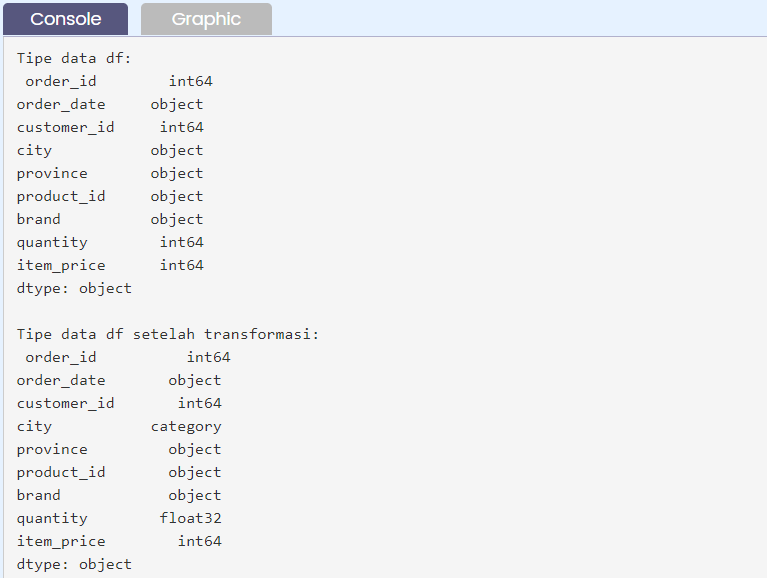 Console
Graphic
Tipe data df:
 order_id        int64
order_date     object
customer_id     int64
city           object
province       object
product_id     object
brand          object
quantity        int64
item_price      int64
dtype: object

Tipe data df setelah transformasi:
 order_id          int64
order_date       object
customer_id       int64
city           category
province         object
product_id       object
brand            object
quantity        float32
item_price        int64
dtype: object